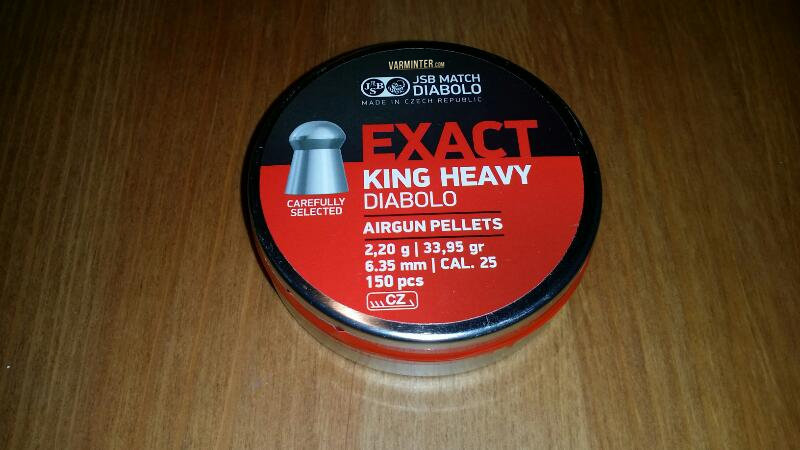 VARMINTER.COM
JSB JSB MATCH
DIABOLO
MADE IN CZECH REPUBLIC
EXACT
KING HEAVY
DIABOLO
CAREFULLY
SELECTED
AIRGUN PELLETS
2,20 g | 33,95 gr
6.35 mm | CAL. 25
150 pcs
CZ